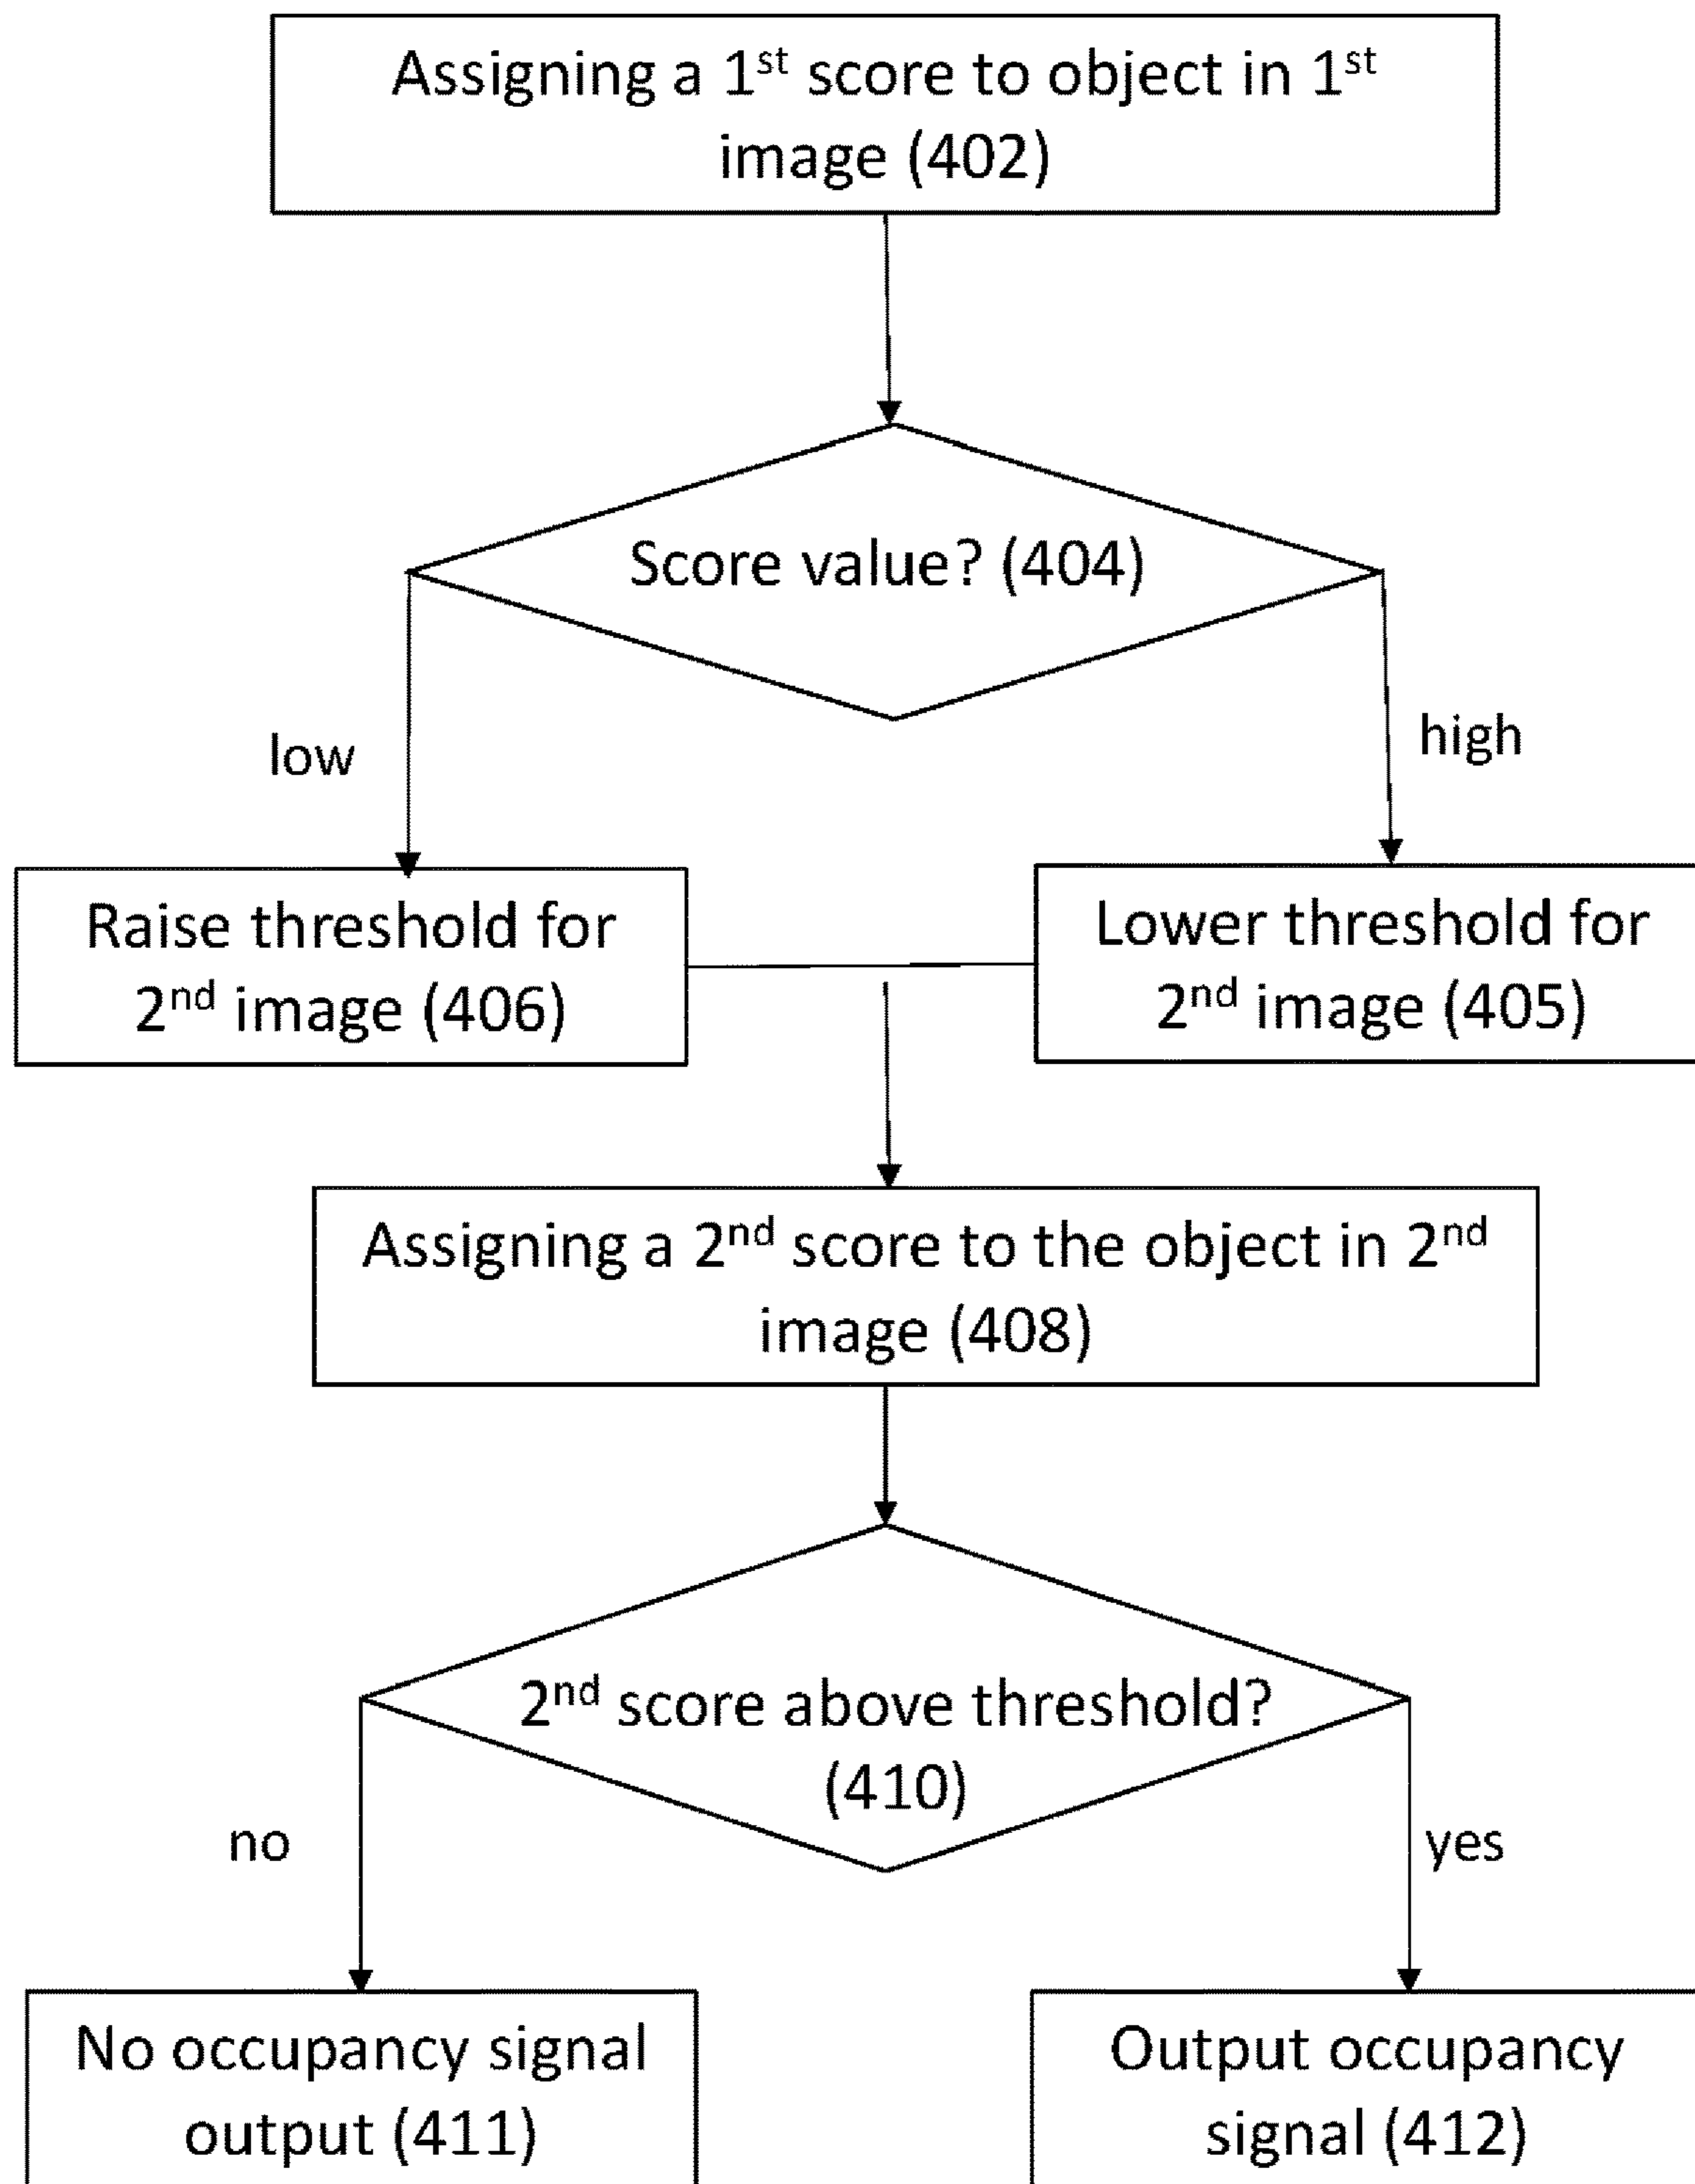 Assigning a 1st score to object in 1st
image (402)
Score value? (404)
low
high
Raise threshold for
2nd image (406)
Lower threshold for
2nd image (405)
Assigning a 2nd score to the object in 2nd
image (408)
2nd score above threshold?
(410)
no
yes
No occupancy signal
output (411)
Output occupancy
signal (412)